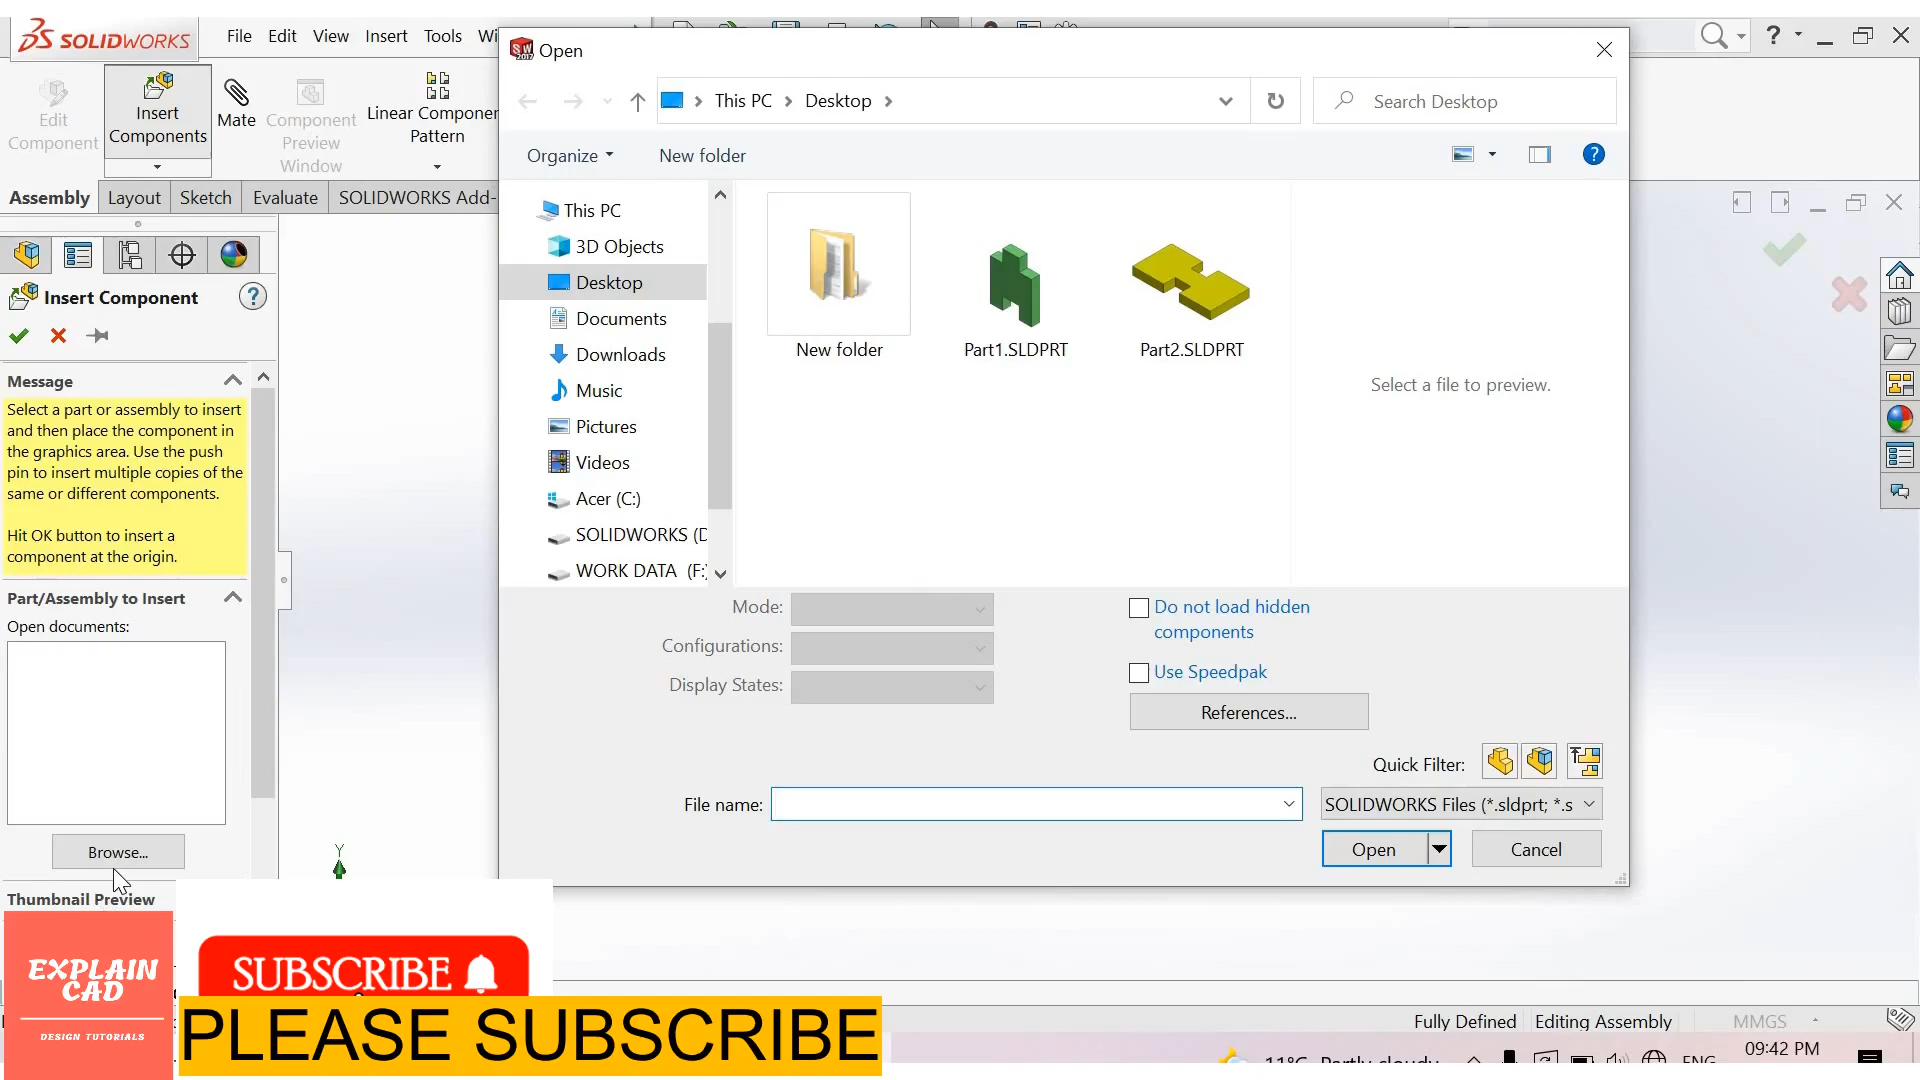 SOLIDWORKS
File Edit View Insert Tools Wi
Open
This PC > Desktop >
Search Desktop
Edit Component
Insert Components
Mate
Component Preview Window
Linear Component Pattern
Organize
New folder
Assembly Layout Sketch Evaluate SOLIDWORKS Add-
This PC
3D Objects
Desktop
Documents
Downloads
Music
Pictures
Videos
Acer (C:)
SOLIDWORKS (D
WORK DATA (F:)
New folder
Part1.SLDPRT
Part2.SLDPRT
Select a file to preview.
Insert Component
Message
Select a part or assembly to insert
and then place the component in
the graphics area. Use the push
pin to insert multiple copies of the
same or different components.
Hit OK button to insert a
component at the origin.
Part/Assembly to Insert
Open documents:
Browse...
Thumbnail Preview
Mode:
Configurations:
Display States:
Do not load hidden
components
Use Speedpak
References...
Quick Filter:
File name:
SOLIDWORKS Files (*.sldprt; *.s
Open
Cancel
Y
EXPLAIN
CAD
DESIGN TUTORIALS
SUBSCRIBE
PLEASE SUBSCRIBE
Fully Defined
Editing Assembly
MMGS
11°C Partly cloudy
ENG
09:42 PM